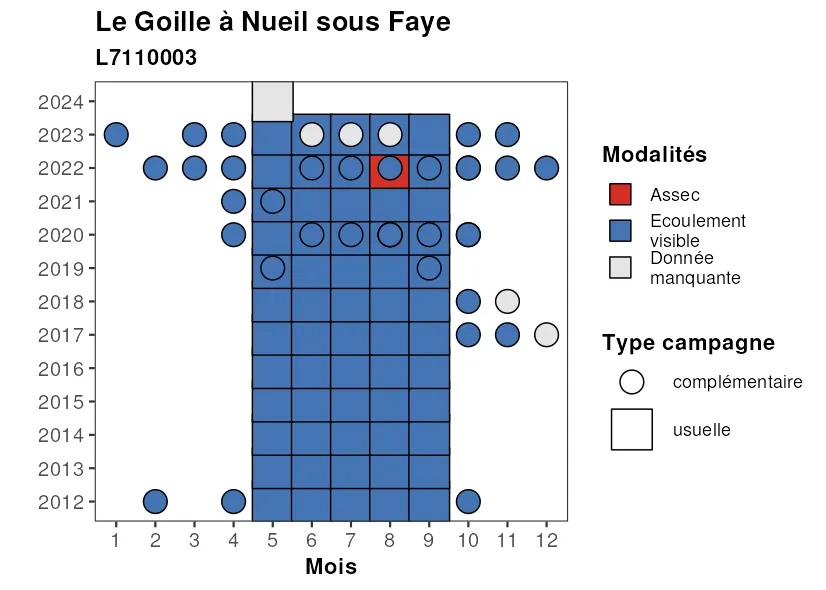 Le Goille à Nueil sous Faye
L7110003
2024
2023
2022
2021
2020
2019
2018
2017
2016
2015
2014
2013
2012
1 2 3 4 5 6 7 8 9 10 11 12
Mois
Modalités
Assec
Ecoulement
visible
Donnée
manquante
Type campagne
complémentaire
usuelle